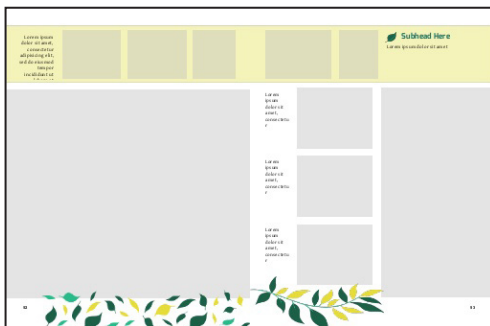 Lorem ipsum
dolor sit amet,
consectetur
adipiscing elit,
sed do eiusmod
tempor
incididunt ut
Subhead Here
Lorem ipsum dolor sit amet
Lorem
ipsum
dolor sit
amet,
consectetu
r
Lorem
ipsum
dolor sit
amet,
consectetu
r
Lorem
ipsum
dolor sit
amet,
consectetu
r